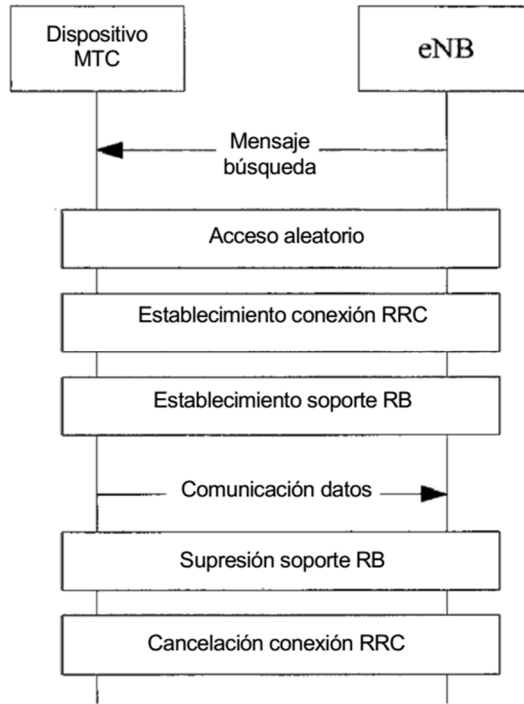 Dispositivo
MTC
eNB
Mensaje
búsqueda
Acceso aleatorio
Establecimiento conexión RRC
Establecimiento soporte RB
Comunicación datos
Supresión soporte RB
Cancelación conexión RRC